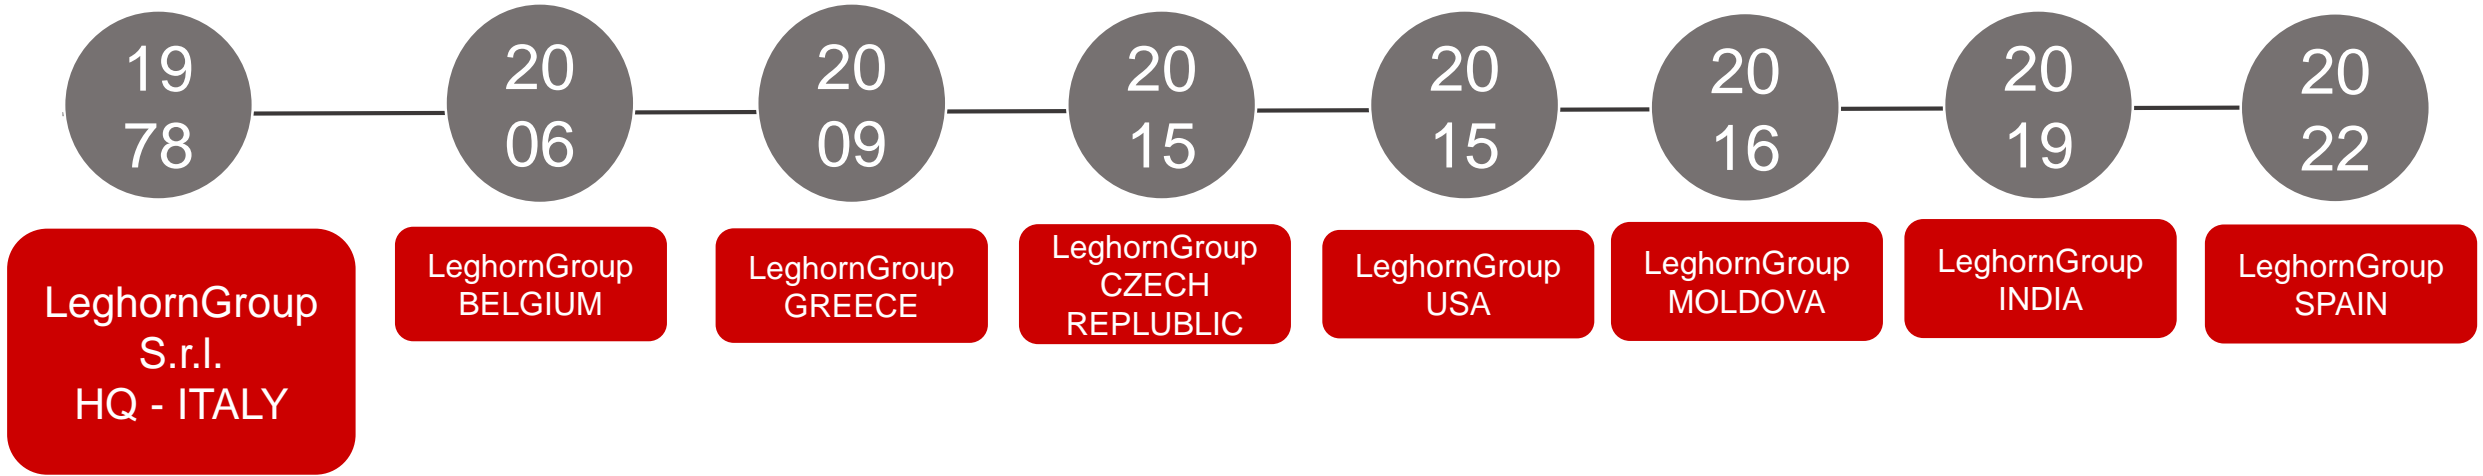 19
78
20
06
20
09
20
15
20
15
20
16
20
19
20
22
LeghornGroup
S.r.l.
HQ - ITALY
LeghornGroup
BELGIUM
LeghornGroup
GREECE
LeghornGroup
CZECH
REPLUBLIC
LeghornGroup
USA
LeghornGroup
MOLDOVA
LeghornGroup
INDIA
LeghornGroup
SPAIN